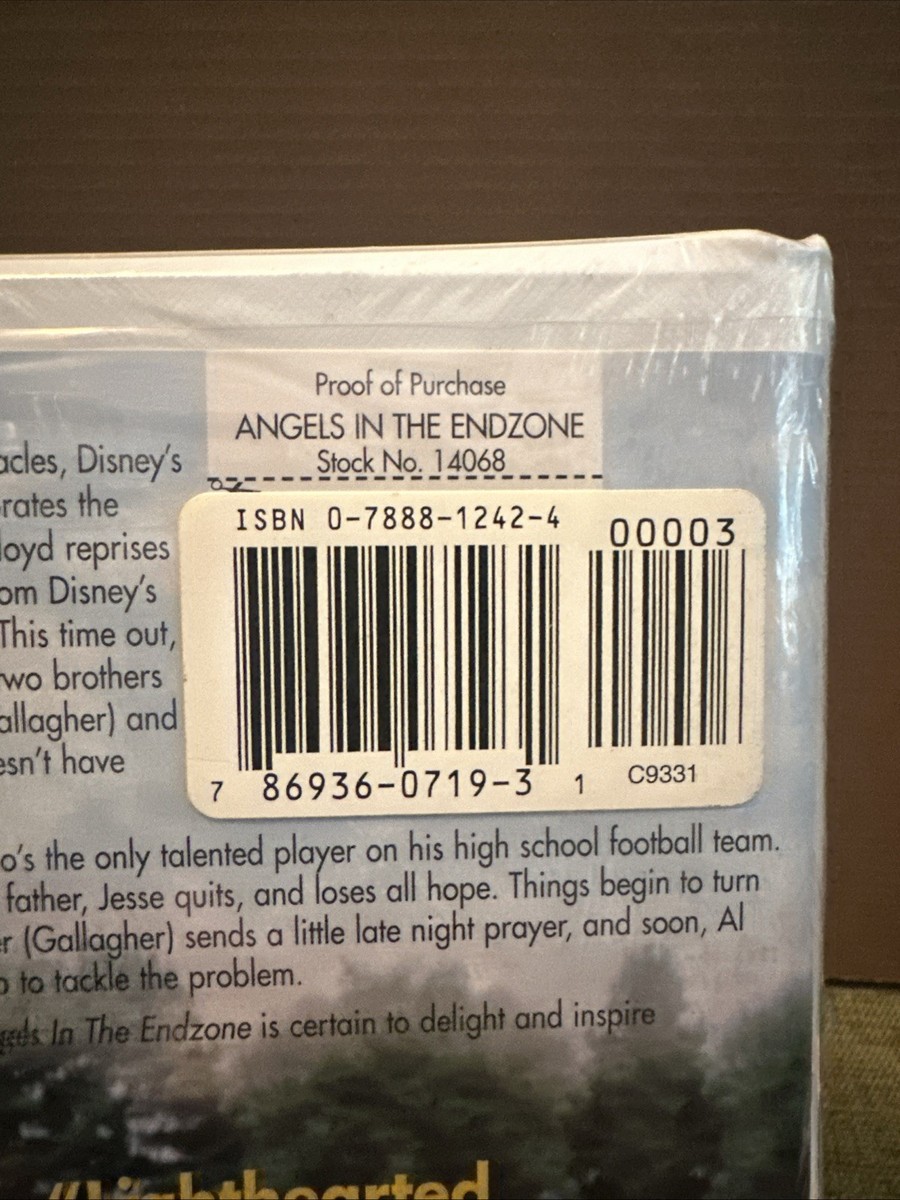 Proof of Purchase
ANGELS IN THE ENDZONE
Stock No. 14068
acles, Disney's
rates the
loyd reprises
om Disney's
This time out,
wo brothers
allagher) and
esn't have
ISBN 0-7888-1242-4
00003
7 86936-0719-3 1
C9331
o's the only talented player on his high school football team.
father, Jesse quits, and loses all hope. Things begin to turn
er (Gallagher) sends a little late night prayer, and soon, Al
o to tackle the problem.
In The Endzone is certain to delight and inspire
"Lighthearted